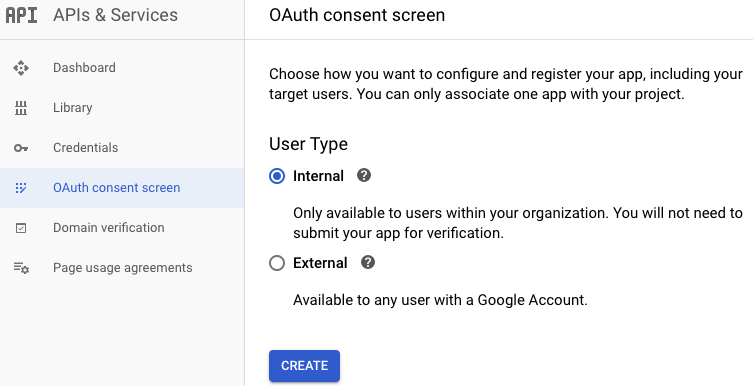 API APIs & Services
Dashboard
Library
Credentials
OAuth consent screen
Domain verification
Page usage agreements
OAuth consent screen
Choose how you want to configure and register your app, including your
target users. You can only associate one app with your project.
User Type
Internal ?
Only available to users within your organization. You will not need to
submit your app for verification.
External ?
Available to any user with a Google Account.
CREATE